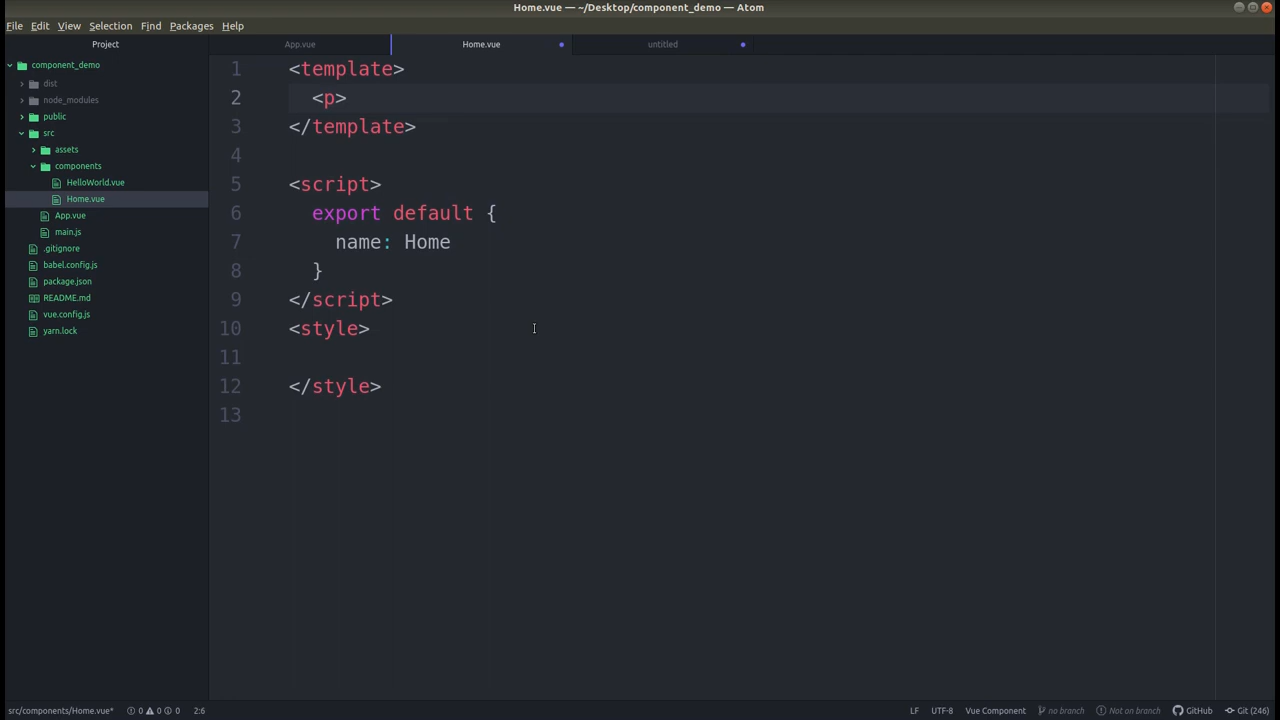 Home.vue — ~/Desktop/component_demo — Atom
File Edit View Selection Find Packages Help
Project
App.vue
Home.vue
untitled
component_demo
dist
node_modules
public
src
assets
components
HelloWorld.vue
Home.vue
App.vue
main.js
.gitignore
babel.config.js
package.json
README.md
vue.config.js
yarn.lock
1 <template>
2 <p>
3 </template>
4
5 <script>
6 export default {
7 name: Home
8 }
9 </script>
10 <style>
11
12 </style>
13
src/components/Home.vue* 0 0 0 2:6 LF UTF-8 Vue Component no branch Not on branch GitHub Git (246)